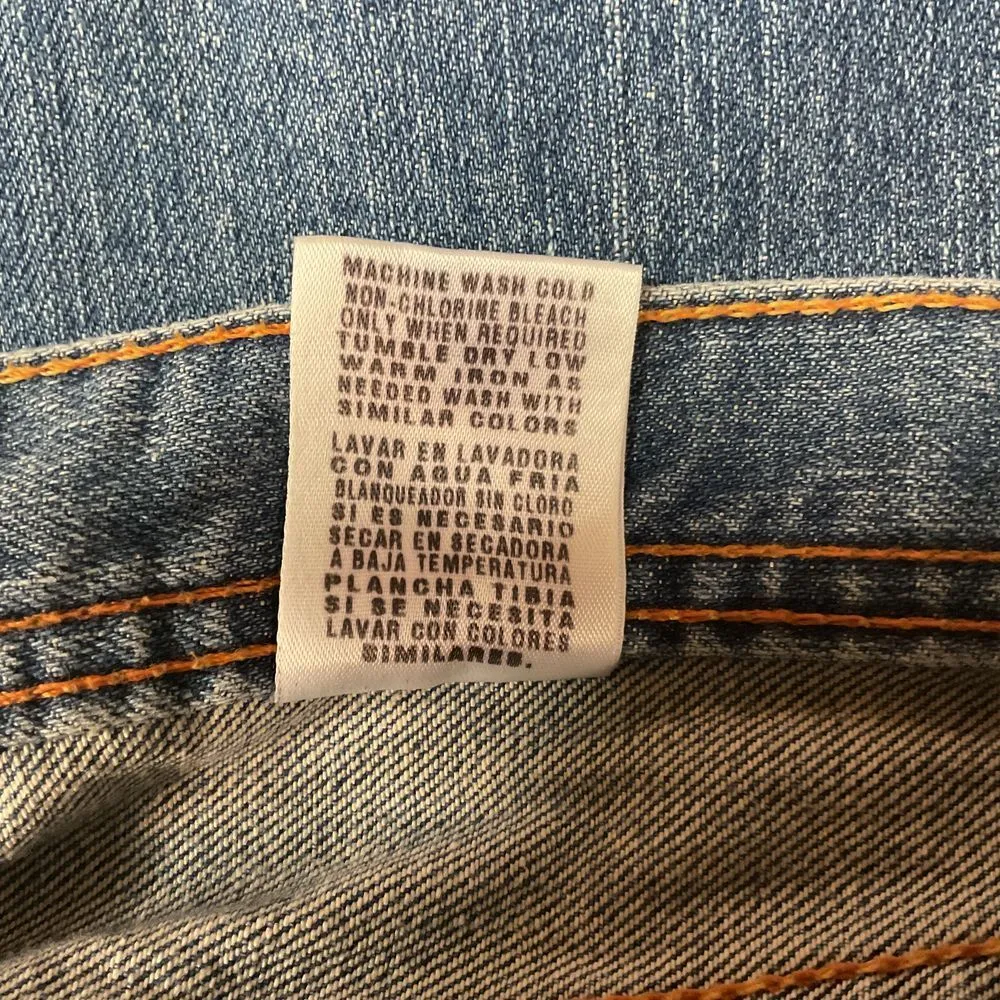 MACHINE WASH COLD
NON-CHLORINE BLEACH
ONLY WHEN REQUIRED
TUMBLE DRY LOW
WARM IRON AS
NEEDED WASH WITH
SIMILAR COLORS
LAVAR EN LAVADORA
CON AGUA FRIA
BLANQUEADOR SIN CLORO
SI ES NECESARIO
SECAR EN SECADORA
A BAJA TEMPERATURA
PLANCHA TIBIA
SI SE NECESITA
LAVAR CON COLORES
SIMILARES.